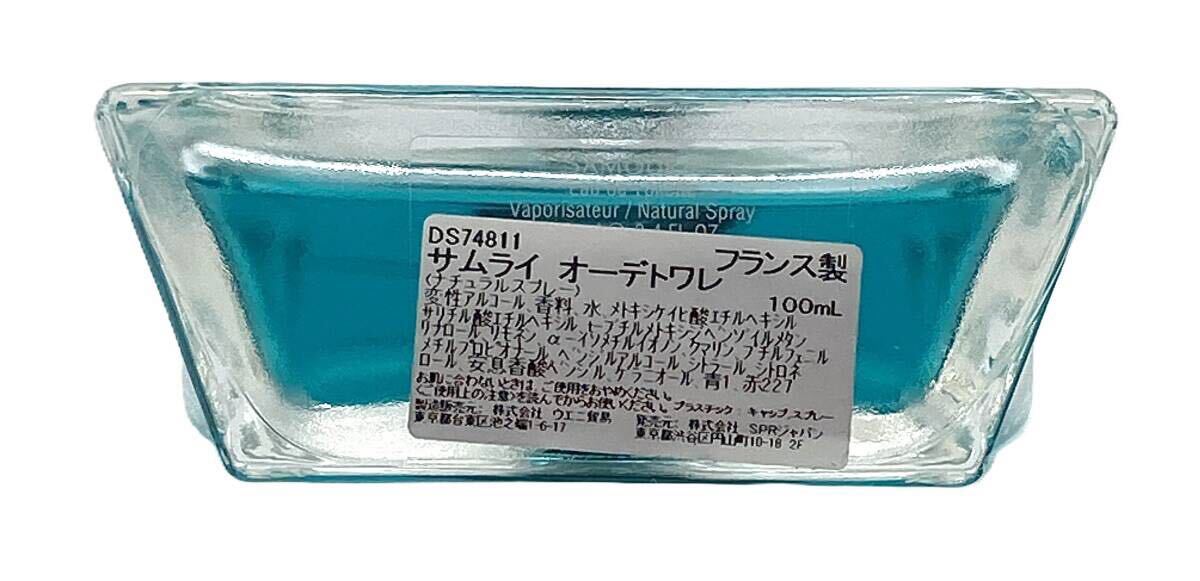 Vaporisateur / Natural Spray
DS74811
フランス製
サムライ オーデトワレ
(ナチュラルスプレー)
100mL
変性アルコール 香料 水 メトキシケイヒ酸エチルヘキシル
サリチル酸エチルヘキシル t-ブチルメトキシジベンゾイルメタン
リナロール リモネン α-イソメチルイオノン クマリン ブチルフェニル
メチルプロピオナール ベンジルアルコール シトラール シトロネ
ロール 安息香酸ベンジル ゲラニオール 青1 赤227
お肌に合わないときは、ご使用をおやめください。
〈ご使用上の注意〉を読んでからお使いください。プラスチック:キャップ,スプレー
製造販売元: 株式会社 ウエニ貿易
東京都台東区池之端1-6-17
発売元: 株式会社 SPRジャパン
東京都渋谷区円山町10-18 2F